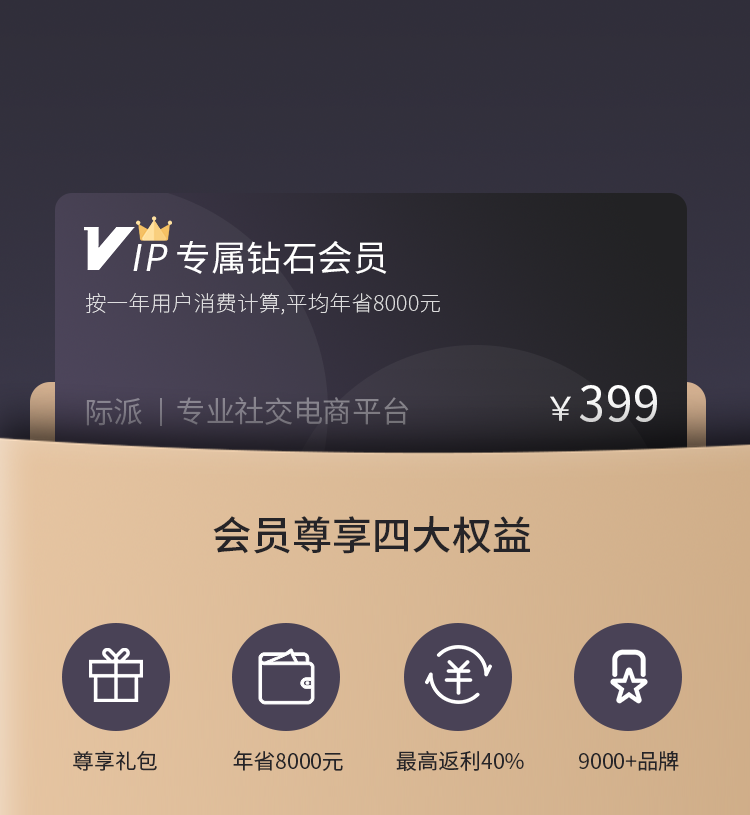 VIP 专属钻石会员
按一年用户消费计算,平均年省8000元
际派｜专业社交电商平台
¥399
会员尊享四大权益
尊享礼包
年省8000元
最高返利40%
9000+品牌